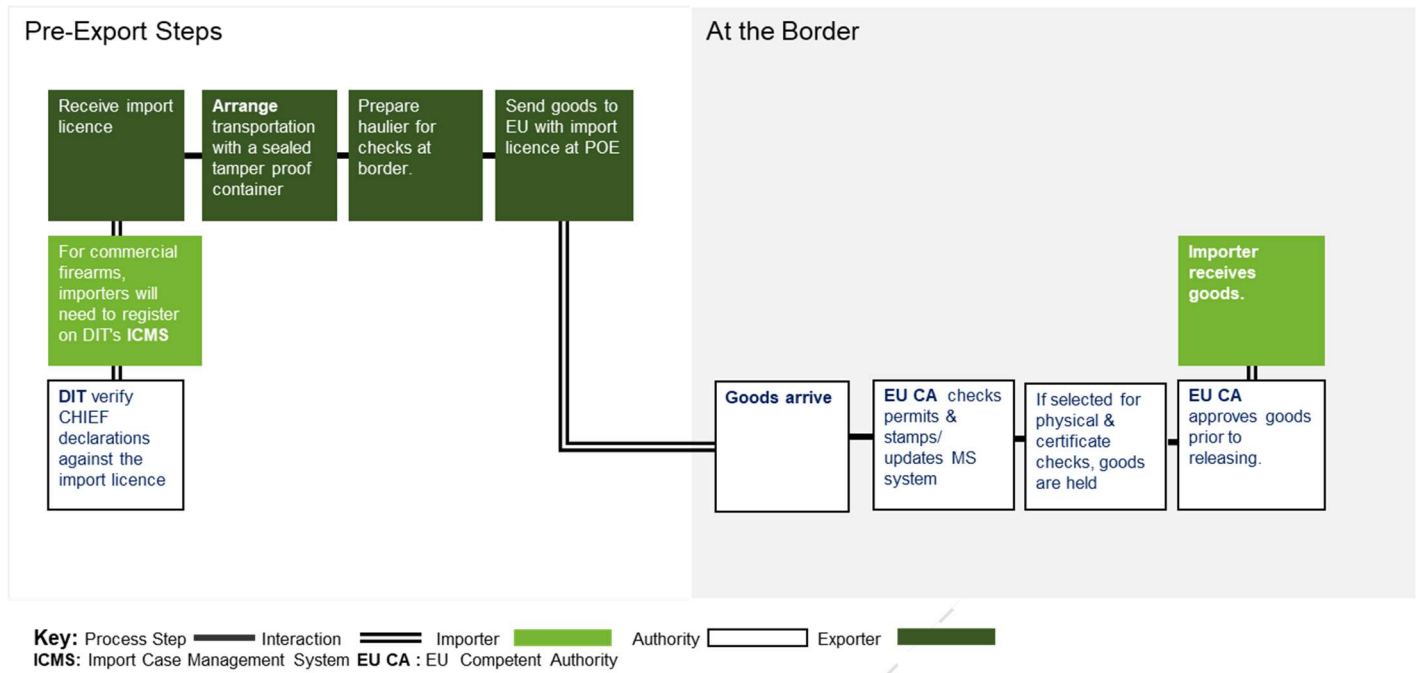 Pre-Export Steps
At the Border
Receive import
licence
Arrange
transportation
with a sealed
tamper proof
container
Prepare
haulier for
checks at
border.
Send goods to
EU with import
licence at POE
For commercial
firearms,
importers will
need to register
on DIT's ICMS
DIT verify
CHIEF
declarations
against the
import licence
Goods arrive
EU CA checks
permits &
stamps/
updates MS
system
If selected for
physical &
certificate
checks, goods
are held
EU CA
approves goods
prior to
releasing.
Importer
receives
goods.
Key: Process Step Interaction Importer Authority Exporter
ICMS: Import Case Management System EU CA : EU Competent Authority